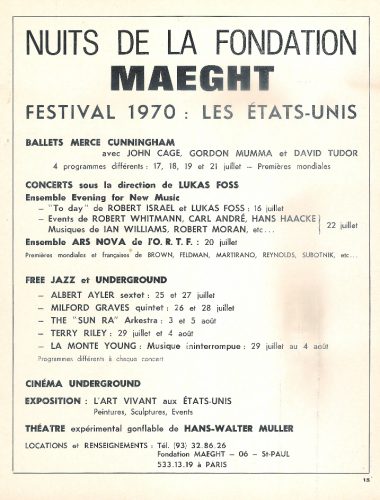 NUITS DE LA FONDATION
MAEGHT
FESTIVAL 1970 : LES ÉTATS-UNIS
BALLETS MERCE CUNNINGHAM
avec JOHN CAGE, GORDON MUMMA et DAVID TUDOR
4 programmes différents : 17, 18, 19 et 21 juillet – Premières mondiales
CONCERTS sous la direction de LUKAS FOSS
Ensemble Evening for New Music
– "To day" de ROBERT ISRAEL et LUKAS FOSS : 16 juillet
– Events de ROBERT WHITMANN, CARL ANDRÉ, HANS HAACKE
Musiques de IAN WILLIAMS, ROBERT MORAN, etc...
22 juillet
Ensemble ARS NOVA de l'O. R. T. F. : 20 juillet
Premières mondiales et françaises de BROWN, FELDMAN, MARTIRANO, REYNOLDS, SUBOTNIK, etc...
FREE JAZZ et UNDERGROUND
– ALBERT AYLER sextet : 25 et 27 juillet
– MILFORD GRAVES quintet : 26 et 28 juillet
– THE "SUN RA" Arkestra : 3 et 5 août
– TERRY RILEY : 29 juillet et 4 août
– LA MONTE YOUNG : Musique ininterrompue : 29 juillet au 4 août
Programmes différents à chaque concert
CINÉMA UNDERGROUND
EXPOSITION : L'ART VIVANT aux ÉTATS-UNIS
Peintures, Sculptures, Events
THÉATRE expérimental gonflable de HANS-WALTER MULLER
LOCATIONS et RENSEIGNEMENTS : Tél. (93) 32.86.26
Fondation MAEGHT – 06 – St-PAUL
533.13.19 à PARIS
15